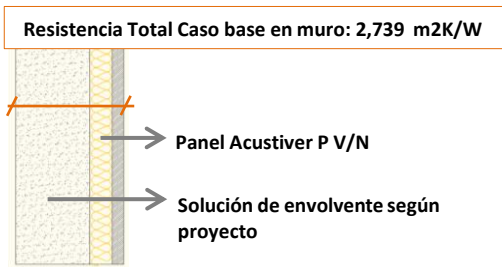 Resistencia Total Caso base en muro: 2,739 m2K/W
Panel Acustiver P V/N
Solución de envolvente según
proyecto